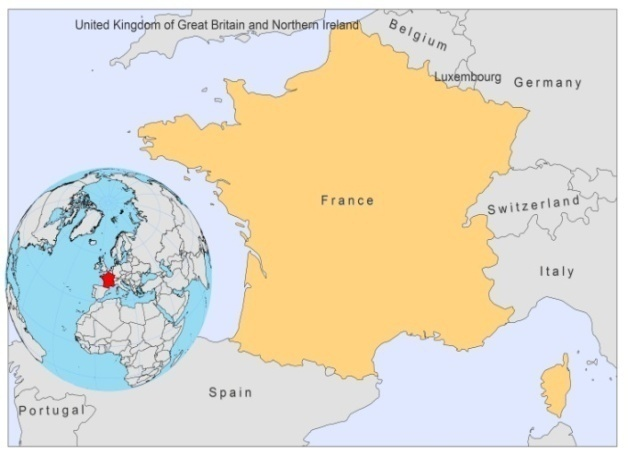 United Kingdom of Great Britain and Northern Ireland
Belgium
Luxembourg
Germany
France
Switzerland
Italy
Spain
Portugal